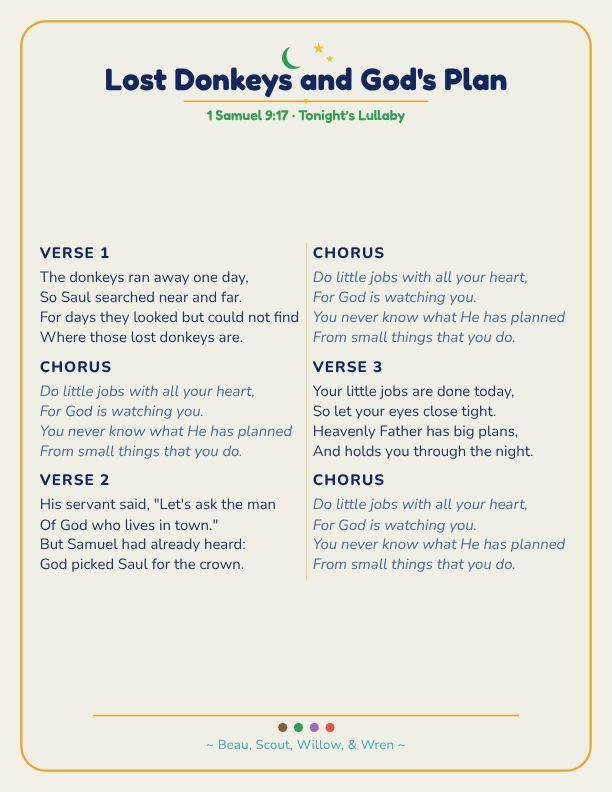 Lost Donkeys and God's Plan
1 Samuel 9:17 · Tonight's Lullaby
VERSE 1
The donkeys ran away one day,
So Saul searched near and far.
For days they looked but could not find
Where those lost donkeys are.
CHORUS
Do little jobs with all your heart,
For God is watching you.
You never know what He has planned
From small things that you do.
VERSE 2
His servant said, "Let's ask the man
Of God who lives in town."
But Samuel had already heard:
God picked Saul for the crown.
CHORUS
Do little jobs with all your heart,
For God is watching you.
You never know what He has planned
From small things that you do.
VERSE 3
Your little jobs are done today,
So let your eyes close tight.
Heavenly Father has big plans,
And holds you through the night.
CHORUS
Do little jobs with all your heart,
For God is watching you.
You never know what He has planned
From small things that you do.
~ Beau, Scout, Willow, & Wren ~